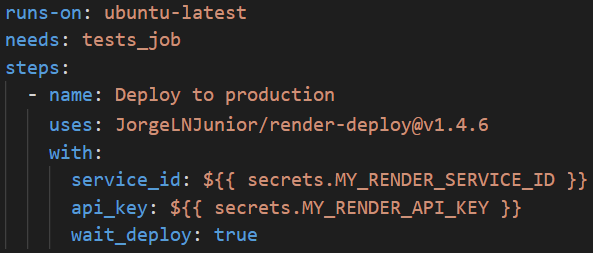 runs-on: ubuntu-latest
needs: tests_job
steps:
- name: Deploy to production
uses: JorgeLNJunior/render-deploy@v1.4.6
with:
service_id: ${{ secrets.MY_RENDER_SERVICE_ID }}
api_key: ${{ secrets.MY_RENDER_API_KEY }}
wait_deploy: true